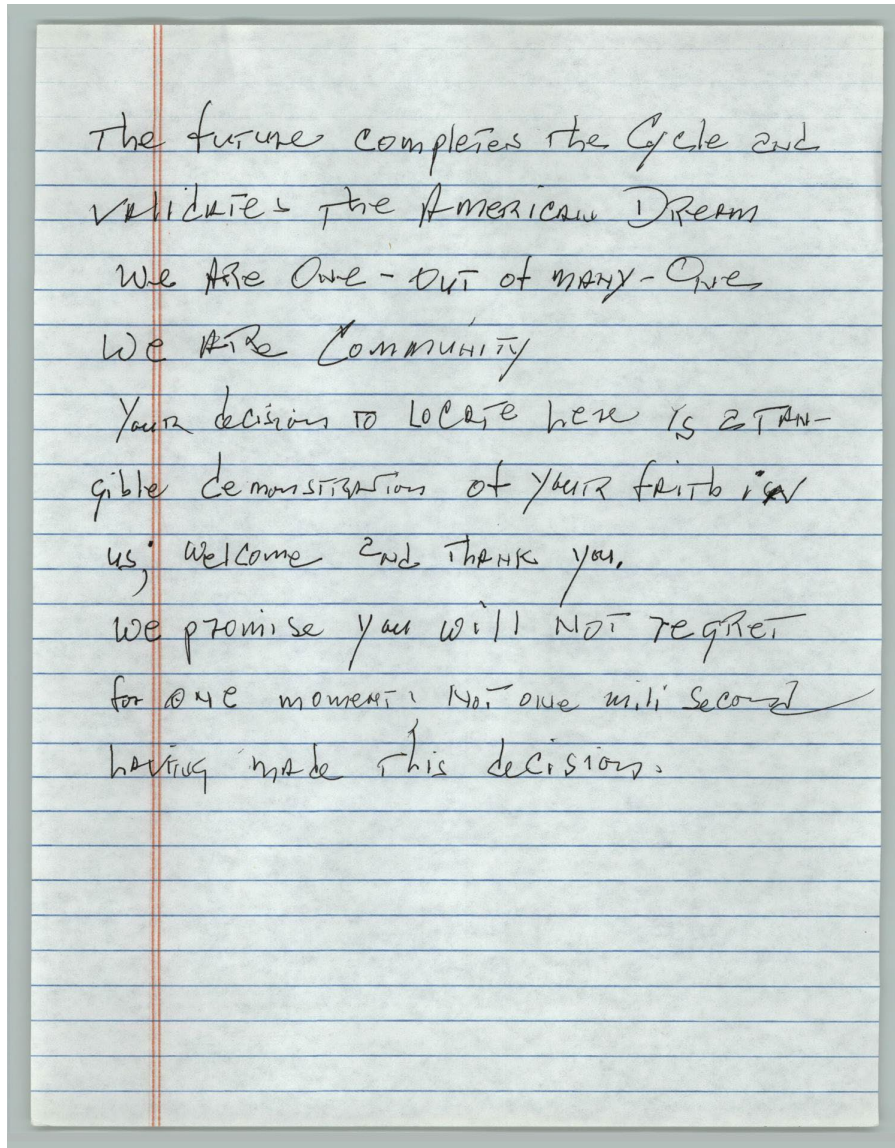 The future completes the Cycle and
validates the American Dream
We are One - out of many - One
We are Community
Your decision to locate here is a tan-
gible demonstration of your faith in
us; Welcome and thank you.
We promise you will not regret
for one moment; not one mili second
having made this decision.